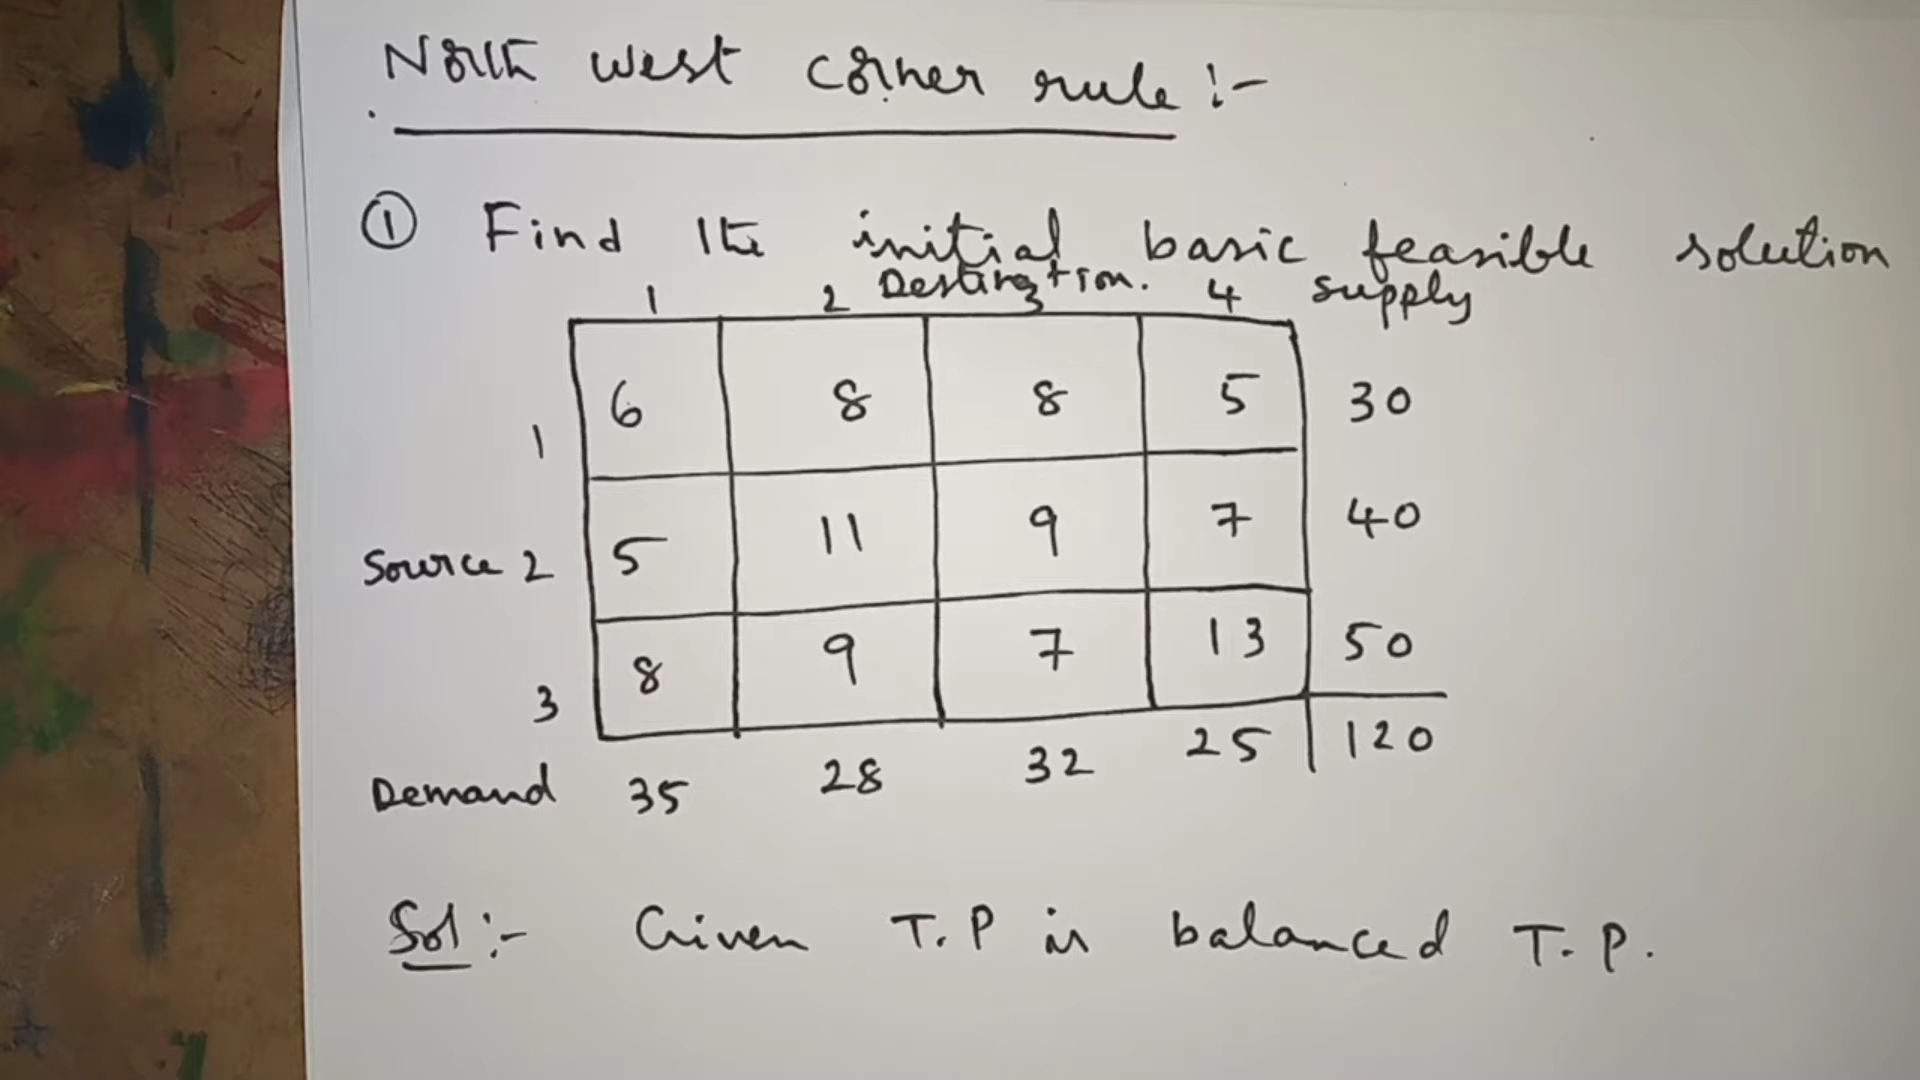 North west corner rule :-
① Find the initial basic feasible solution
Destination.
1 2 3 4 supply
1 6 8 8 5 30
Source 2 5 11 9 7 40
3 8 9 7 13 50
Demand 35 28 32 25 120
Sol :- Given T.P is balanced T.P.